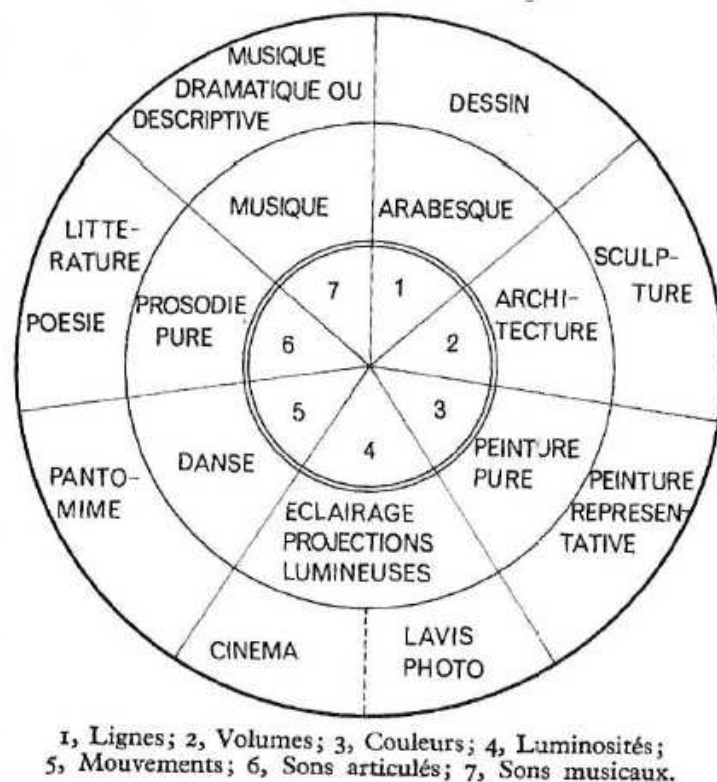 MUSIQUE
DRAMATIQUE OU
DESCRIPTIVE
DESSIN
SCULP-
TURE
PEINTURE
REPRESEN-
TATIVE
LAVIS
PHOTO
CINEMA
PANTO-
MIME
LITTE-
RATURE
POESIE
MUSIQUE
ARABESQUE
ARCHI-
TECTURE
PEINTURE
PURE
ECLAIRAGE
PROJECTIONS
LUMINEUSES
DANSE
PROSODIE
PURE
1
2
3
4
5
6
7
1, Lignes; 2, Volumes; 3, Couleurs; 4, Luminosités;
5, Mouvements; 6, Sons articulés; 7, Sons musicaux.